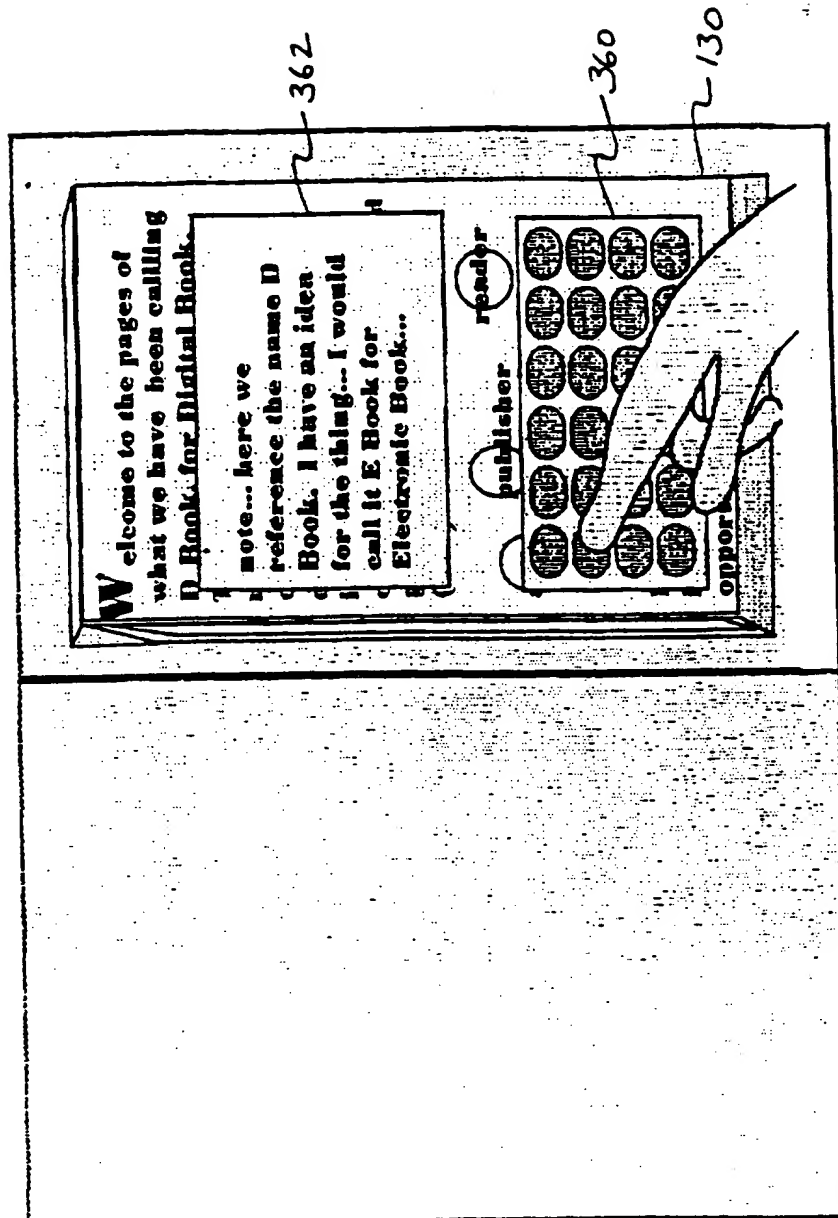 Welcome to the pages of
what we have been callling
D Book for Digital Book.
note... here we
reference the name D
Book. I have an idea
for the thing... I would
call it E Book for
Electronic Book...
publisher
reader
oppor
362
360
130